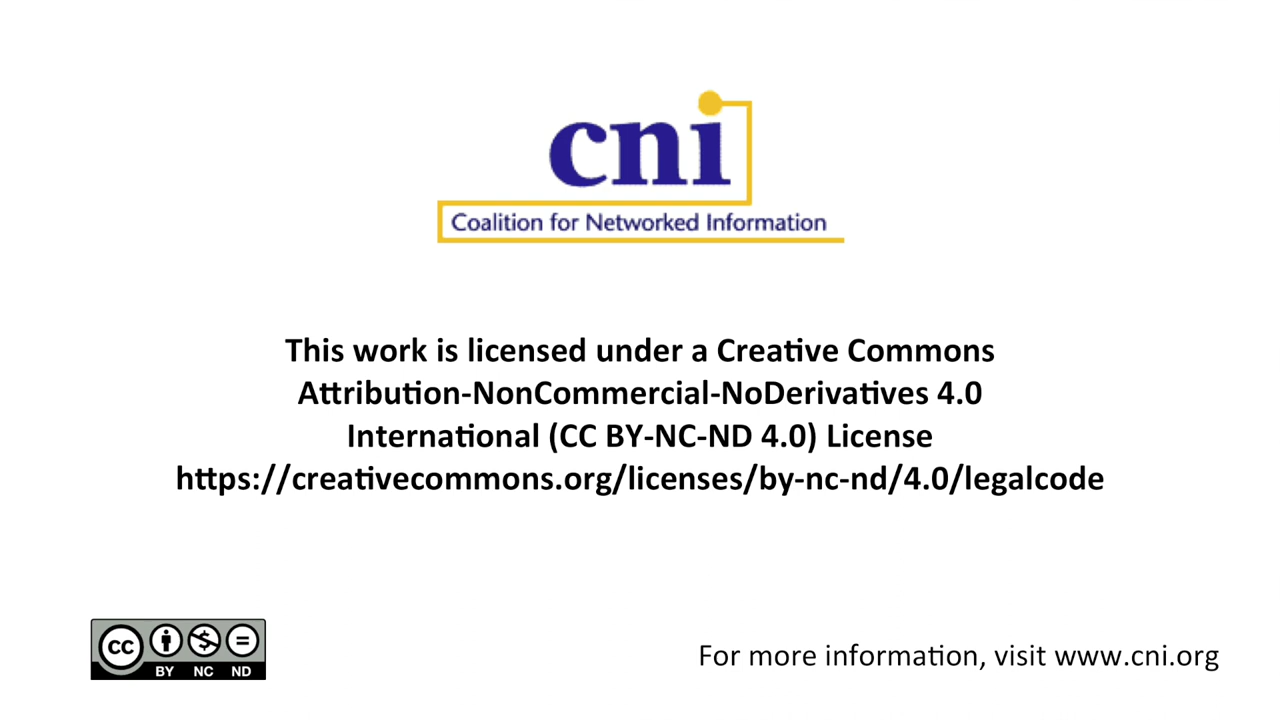 cni
Coalition for Networked Information
This work is licensed under a Creative Commons
Attribution-NonCommercial-NoDerivatives 4.0
International (CC BY-NC-ND 4.0) License
https://creativecommons.org/licenses/by-nc-nd/4.0/legalcode
cc
BY NC ND
For more information, visit www.cni.org